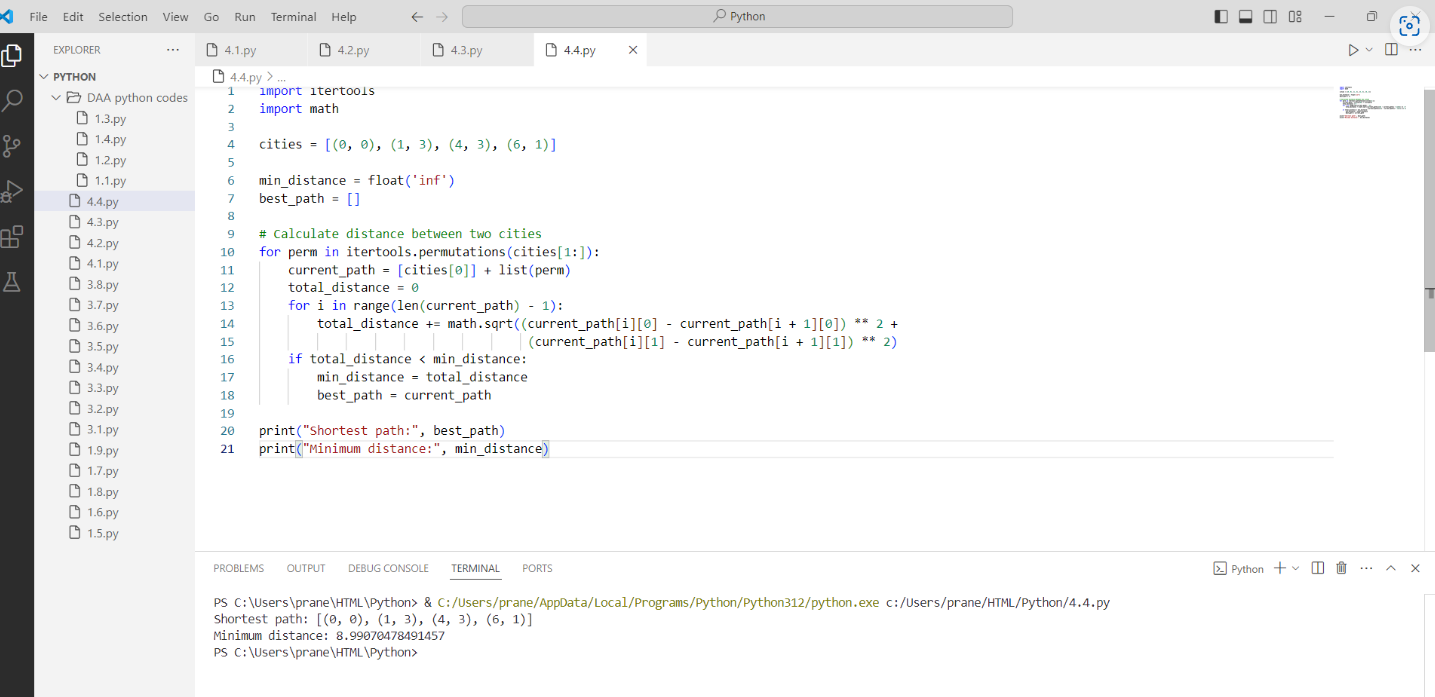 File Edit Selection View Go Run Terminal Help Python
EXPLORER ... 4.1.py 4.2.py 4.3.py 4.4.py
PYTHON
4.4.py > ...
DAA python codes
1.3.py
1.4.py
1.2.py
1.1.py
4.4.py
4.3.py
4.2.py
4.1.py
3.8.py
3.7.py
3.6.py
3.5.py
3.4.py
3.3.py
3.2.py
3.1.py
1.9.py
1.7.py
1.8.py
1.6.py
1.5.py
1 import itertools
2 import math
3
4 cities = [(0, 0), (1, 3), (4, 3), (6, 1)]
5
6 min_distance = float('inf')
7 best_path = []
8
9 # Calculate distance between two cities
10 for perm in itertools.permutations(cities[1:]):
11     current_path = [cities[0]] + list(perm)
12     total_distance = 0
13     for i in range(len(current_path) - 1):
14         total_distance += math.sqrt((current_path[i][0] - current_path[i + 1][0]) ** 2 +
15                                      (current_path[i][1] - current_path[i + 1][1]) ** 2)
16     if total_distance < min_distance:
17         min_distance = total_distance
18         best_path = current_path
19
20 print("Shortest path:", best_path)
21 print("Minimum distance:", min_distance)
PROBLEMS OUTPUT DEBUG CONSOLE TERMINAL PORTS Python
PS C:\Users\prane\HTML\Python> & C:/Users/prane/AppData/Local/Programs/Python/Python312/python.exe c:/Users/prane/HTML/Python/4.4.py
Shortest path: [(0, 0), (1, 3), (4, 3), (6, 1)]
Minimum distance: 8.99070478491457
PS C:\Users\prane\HTML\Python>